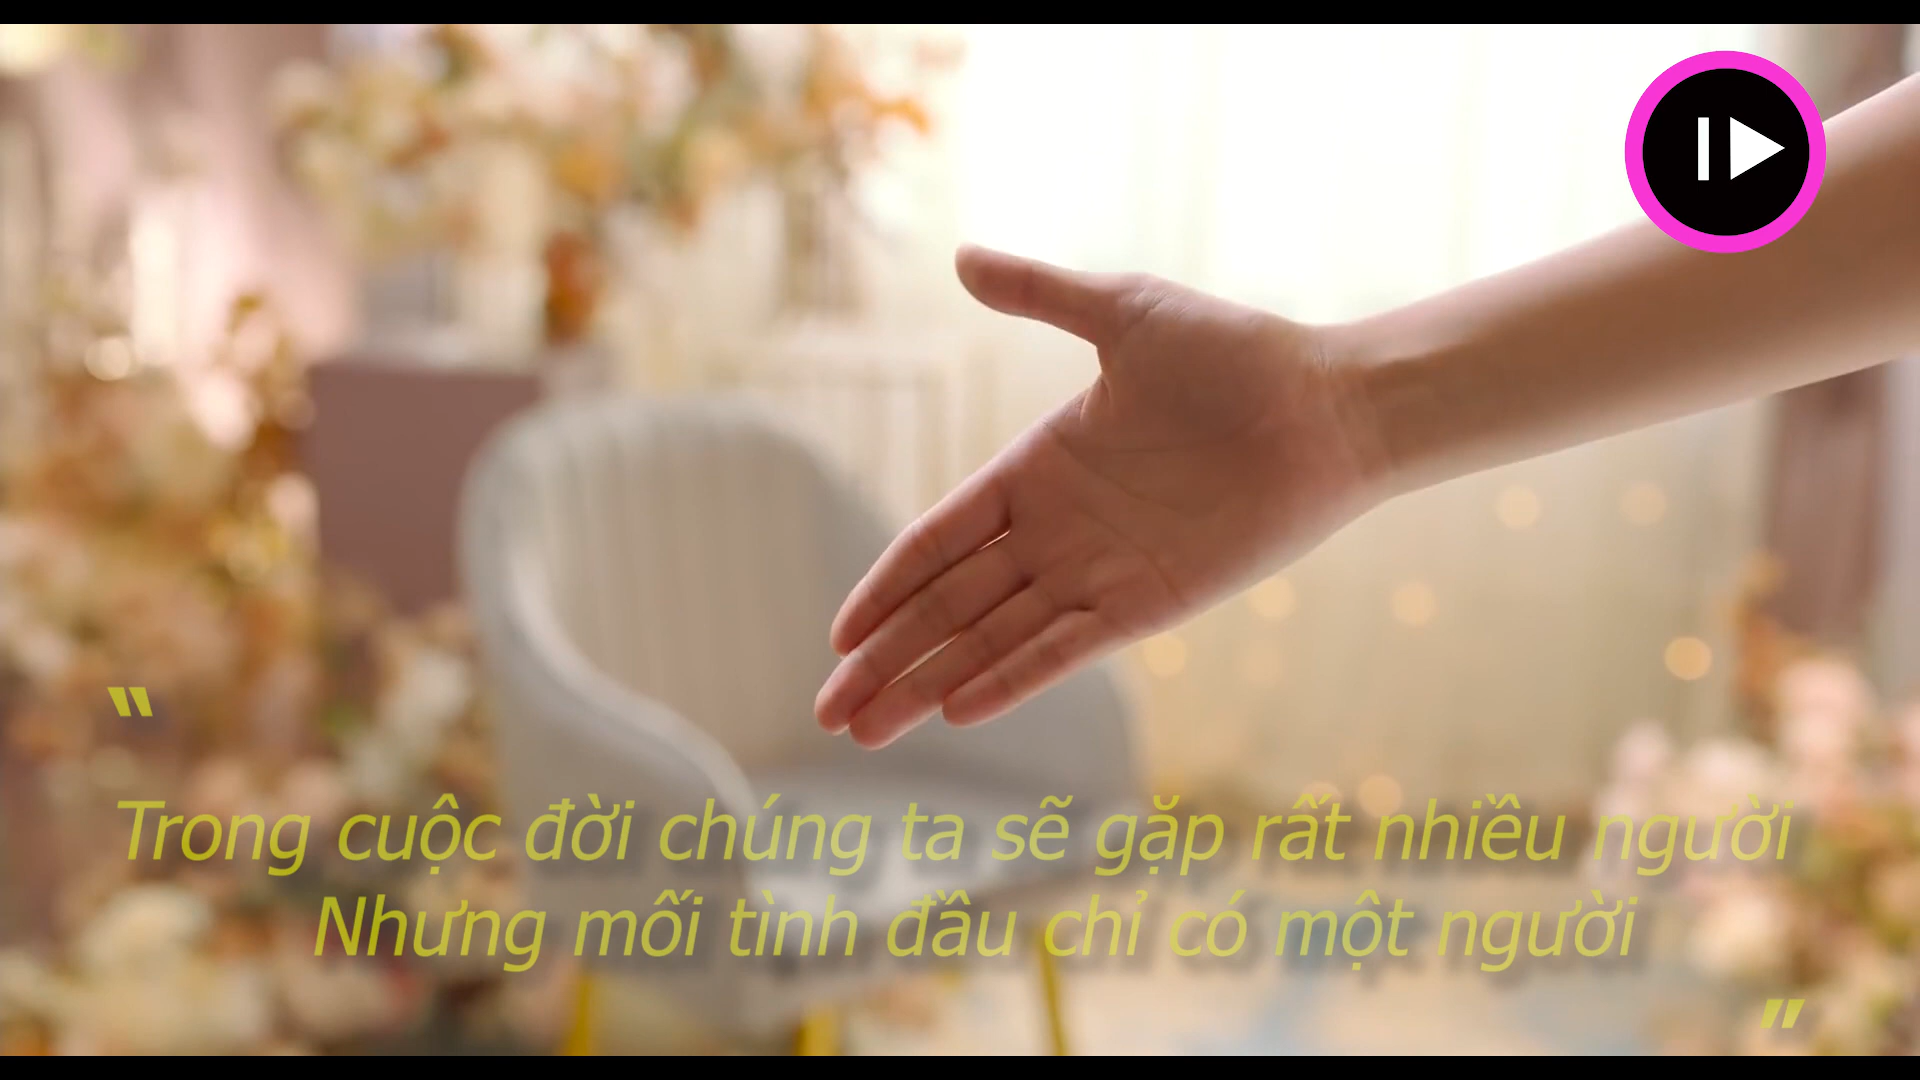 “
Trong cuộc đời chúng ta sẽ gặp rất nhiều người
Nhưng mối tình đầu chỉ có một người
”